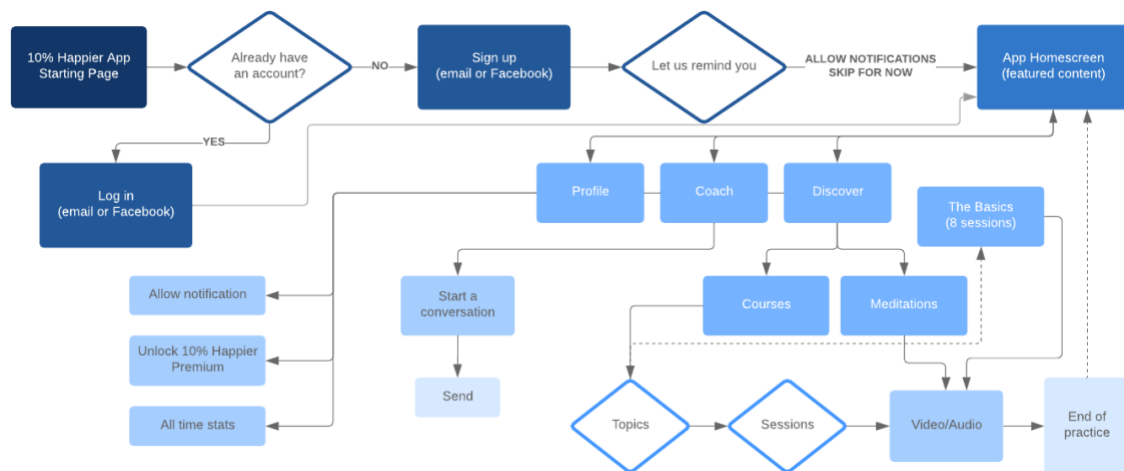 10% Happier App
Starting Page
Already have
an account?
NO
Sign up
(email or Facebook)
Let us remind you
ALLOW NOTIFICATIONS
SKIP FOR NOW
App Homescreen
(featured content)
YES
Log in
(email or Facebook)
Profile
Coach
Discover
The Basics
(8 sessions)
Allow notification
Start a
conversation
Courses
Meditations
Unlock 10% Happier
Premium
Send
All time stats
Topics
Sessions
Video/Audio
End of
practice